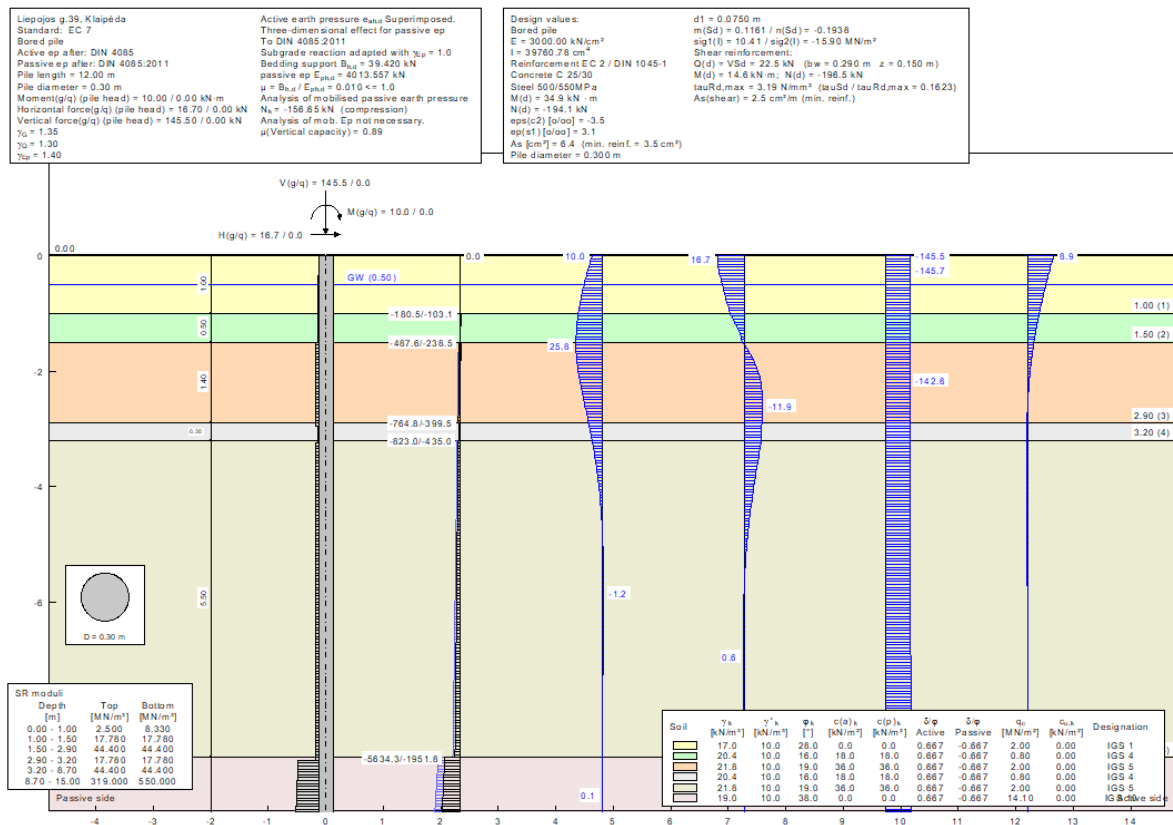 Liepojos g.39, Klaipėda
Standard: EC 7
Bored pile
Active ep after: DIN 4085
Passive ep after: DIN 4085:2011
Pile length = 12.00 m
Pile diameter = 0.30 m
Moment(g/q) (pile head) = 10.00 / 0.00 kN·m
Horizontal force(g/q) (pile head) = 16.70 / 0.00 kN
Vertical force(g/q) (pile head) = 145.50 / 0.00 kN
γG = 1.35
γQ = 1.30
γEp = 1.40
Active earth pressure eah,d Superimposed.
Three-dimensional effect for passive ep
To DIN 4085:2011
Subgrade reaction adapted with γEp = 1.0
Bedding support Bh,d = 39.420 kN
passive ep Eph,d = 4013.557 kN
μ = Bh,d / Eph,d = 0.010 <= 1.0
Analysis of mobilised passive earth pressure
Nk = -156.65 kN (compression)
Analysis of mob. Ep not necessary.
μ(Vertical capacity) = 0.89
Design values:
Bored pile
E = 3000.00 kN/cm²
I = 39760.78 cm⁴
Reinforcement EC 2 / DIN 1045-1
Concrete C 25/30
Steel 500/550MPa
M(d) = 34.9 kN · m
N(d) = -194.1 kN
eps(c2) [o/oo] = -3.5
ep(s1) [o/oo] = 3.1
As [cm²] = 6.4 (min. reinf. = 3.5 cm²)
Pile diameter = 0.300 m
d1 = 0.0750 m
m(Sd) = 0.1161 / n(Sd) = -0.1938
sig1(I) = 10.41 / sig2(I) = -15.90 MN/m²
Shear reinforcement:
Q(d) = VSd = 22.5 kN (bw = 0.290 m z = 0.150 m)
M(d) = 14.6 kN·m; N(d) = -196.5 kN
tauRd,max = 3.19 N/mm² (tauSd / tauRd,max = 0.1623)
As(shear) = 2.5 cm²/m (min. reinf.)
V(g/q) = 145.5 / 0.0
M(g/q) = 10.0 / 0.0
H(g/q) = 16.7 / 0.0
0.00
0
0.0
10.0
16.7
-145.5
8.9
-145.7
GW (0.50)
1.00
1.00 (1)
-180.5/-103.1
0.50
1.50 (2)
-487.6/-238.5
25.8
-2
1.40
-142.6
-11.9
-764.8/-399.5
2.90 (3)
0.30
3.20 (4)
-823.0/-435.0
-4
5.50
-1.2
-6
D = 0.30 m
0.6
SR moduli
Depth Top Bottom
[m] [MN/m³] [MN/m³]
0.00 - 1.00 2.500 8.330
1.00 - 1.50 17.780 17.780
1.50 - 2.90 44.400 44.400
2.90 - 3.20 17.780 17.780
3.20 - 8.70 44.400 44.400
8.70 - 15.00 319.000 550.000
-5634.3/-1951.8
0.1
Soil γk γ'k φk c(a)k c(p)k δ/φ δ/φ qc cu,k Designation
[kN/m³] [kN/m³] [°] [kN/m²] [kN/m²] Active Passive [MN/m²] [kN/m²]
17.0 10.0 28.0 0.0 0.0 0.667 -0.667 2.00 0.00 IGS 1
20.4 10.0 16.0 18.0 18.0 0.667 -0.667 0.80 0.00 IGS 4
21.8 10.0 19.0 36.0 36.0 0.667 -0.667 2.00 0.00 IGS 5
20.4 10.0 16.0 18.0 18.0 0.667 -0.667 0.80 0.00 IGS 4
21.8 10.0 19.0 36.0 36.0 0.667 -0.667 2.00 0.00 IGS 5
19.0 10.0 38.0 0.0 0.0 0.667 -0.667 14.10 0.00
Passive side
-4 -3 -2 -1 0 1 2 3 4 5 6 7 8 9 10 11 12 13 14